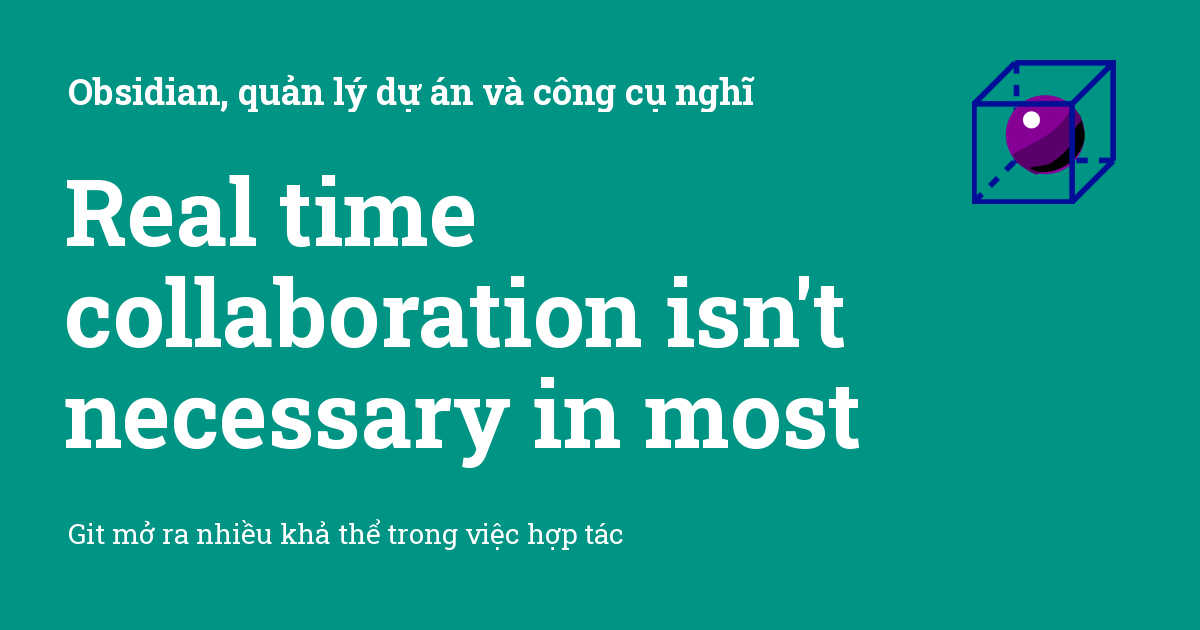 Obsidian, quản lý dự án và công cụ nghĩ
Real time
collaboration isn't
necessary in most
Git mở ra nhiều khả thể trong việc hợp tác